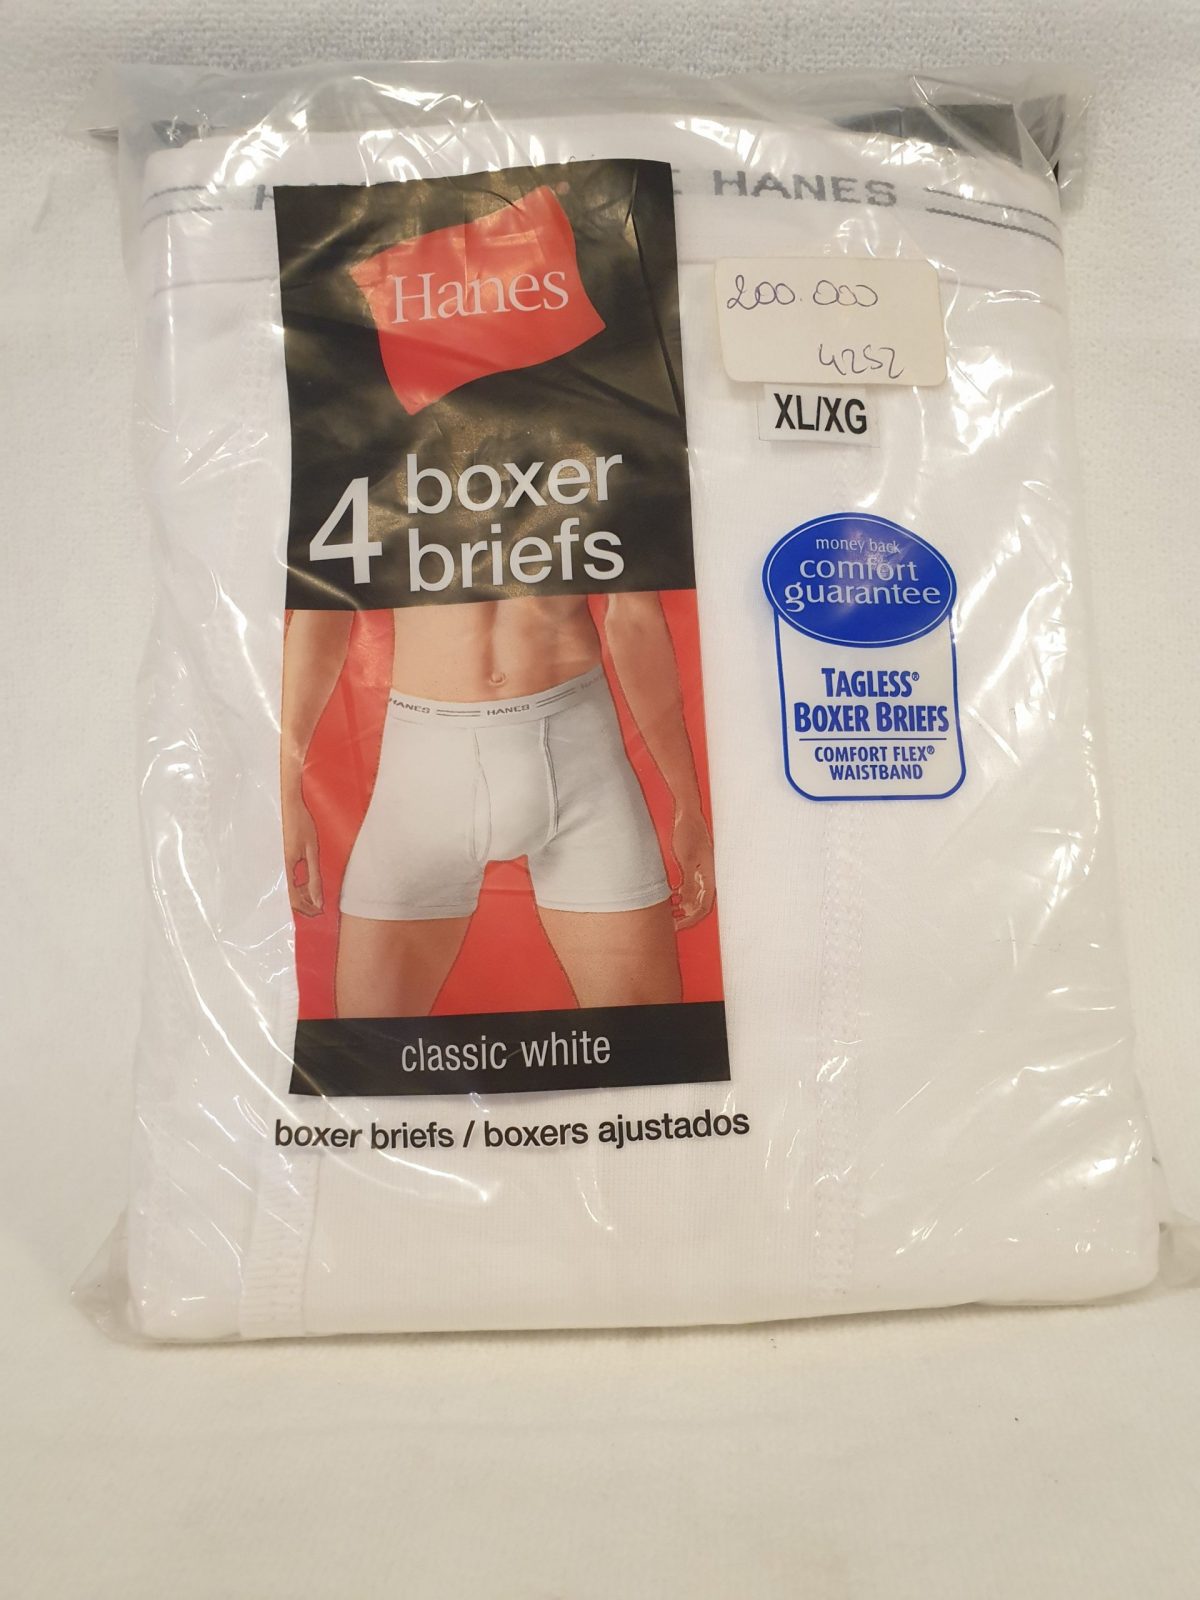 HANES
Hanes
200.000
4252
XL/XG
4 boxer
briefs
money back
comfort
guarantee
TAGLESS®
BOXER BRIEFS
COMFORT FLEX®
WAISTBAND
HANES HANES
classic white
boxer briefs / boxers ajustados